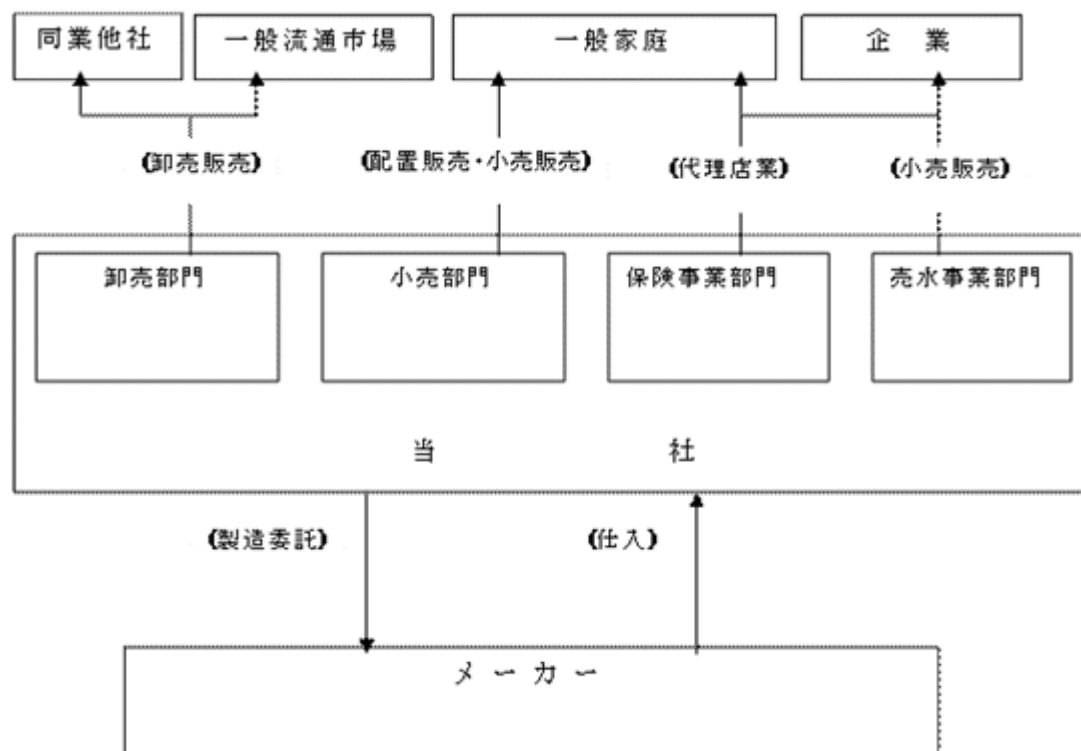 同業他社
一般流通市場
一般家庭
企　業
(卸売販売)
(配置販売・小売販売)
(代理店業)
(小売販売)
卸売部門
小売部門
保険事業部門
売水事業部門
当　社
(製造委託)
(仕入)
メーカー